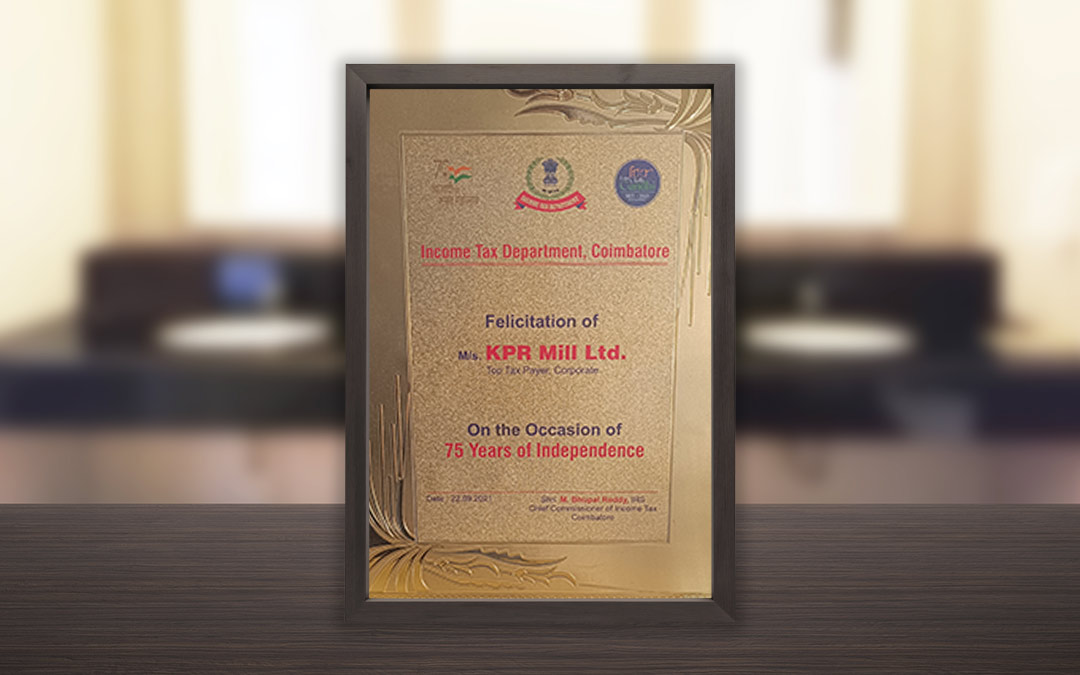 Income Tax Department, Coimbatore
Felicitation of
M/s. KPR Mill Ltd.
Top Tax Payer, Corporate
On the Occasion of
75 Years of Independence
Date : 22.09.2021
Shri. M. Bhupal Reddy, IRS
Chief Commissioner of Income Tax
Coimbatore